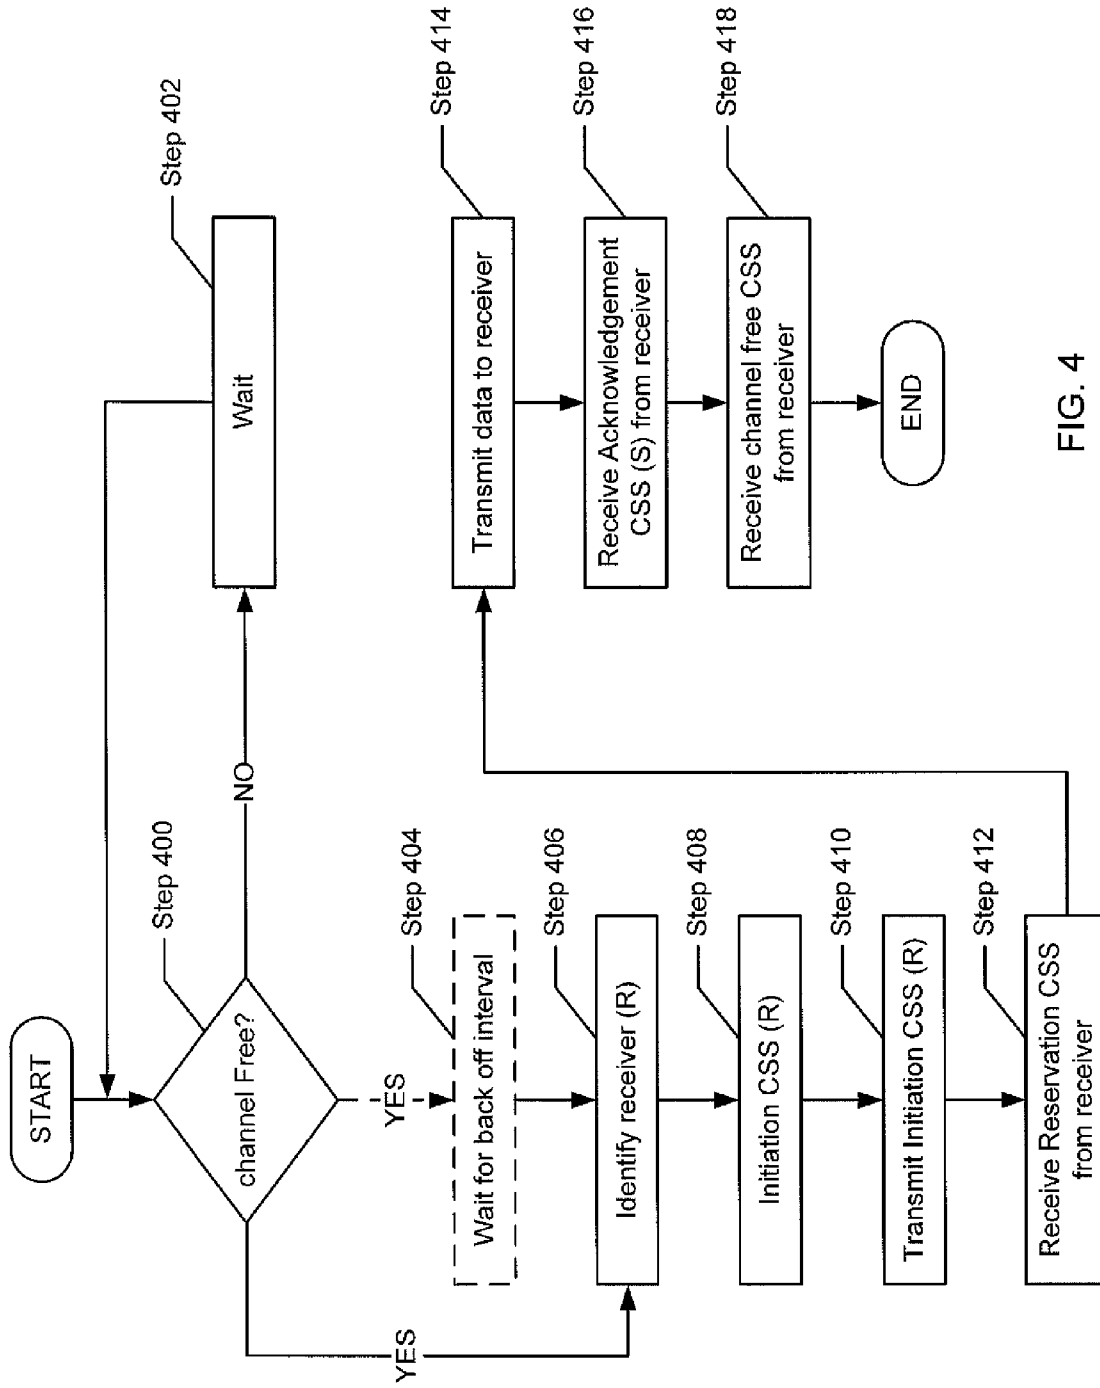 START
channel Free?
Step 400
NO
Wait
Step 402
YES
YES
Wait for back off interval
Step 404
Identify receiver (R)
Step 406
Initiation CSS (R)
Step 408
Transmit Initiation CSS (R)
Step 410
Receive Reservation CSS
from receiver
Step 412
Transmit data to receiver
Step 414
Receive Acknowledgement
CSS (S) from receiver
Step 416
Receive channel free CSS
from receiver
Step 418
END
FIG. 4